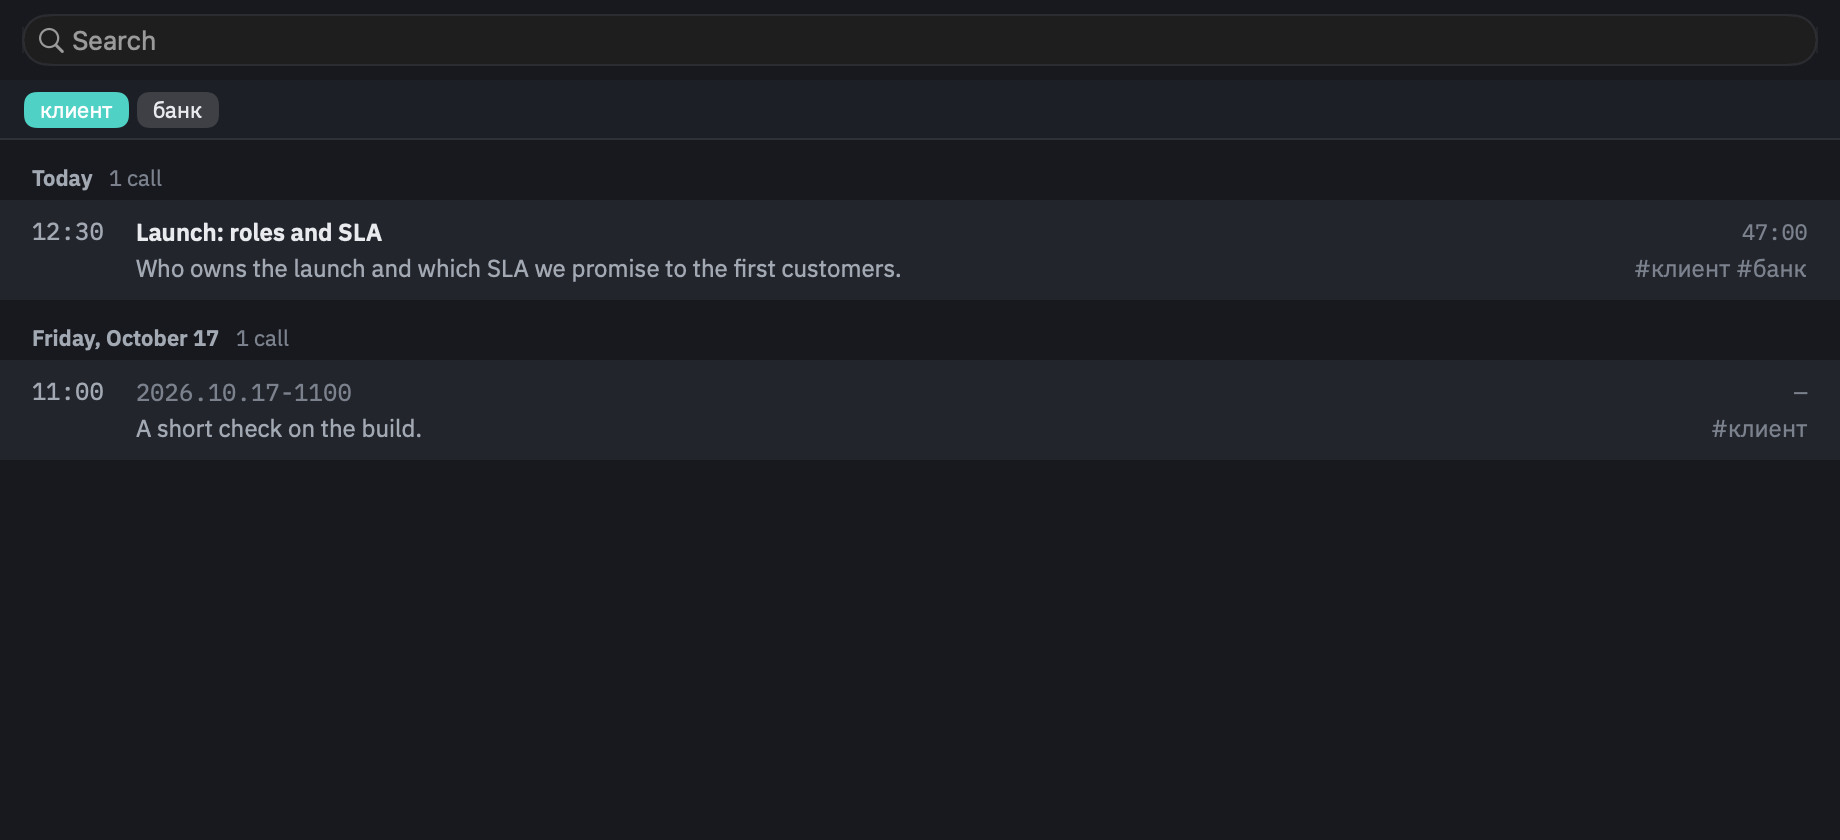 Search
клиент банк
Today 1 call
12:30 Launch: roles and SLA 47:00
Who owns the launch and which SLA we promise to the first customers. #клиент #банк
Friday, October 17 1 call
11:00 2026.10.17-1100 —
A short check on the build. #клиент